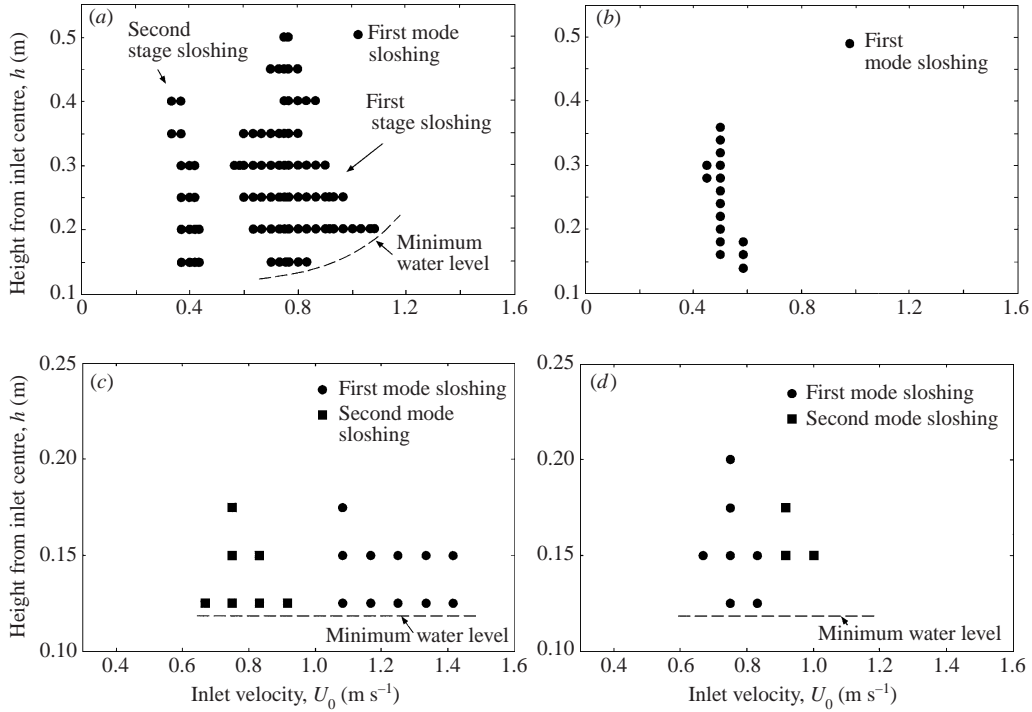 (a)
Second
stage sloshing
First mode
sloshing
First
stage sloshing
Minimum
water level
Height from inlet centre, h (m)
0.5
0.4
0.3
0.2
0.1
0
0.4
0.8
1.2
1.6
(b)
First
mode sloshing
0.5
0.4
0.3
0.2
0.1
0
0.4
0.8
1.2
1.6
(c)
First mode sloshing
Second mode
sloshing
Minimum water level
Height from inlet centre, h (m)
0.25
0.20
0.15
0.10
0.4
0.6
0.8
1.0
1.2
1.4
1.6
Inlet velocity, U₀ (m s⁻¹)
(d)
First mode sloshing
Second mode sloshing
Minimum water level
0.25
0.20
0.15
0.10
0.4
0.6
0.8
1.0
1.2
1.4
1.6
Inlet velocity, U₀ (m s⁻¹)